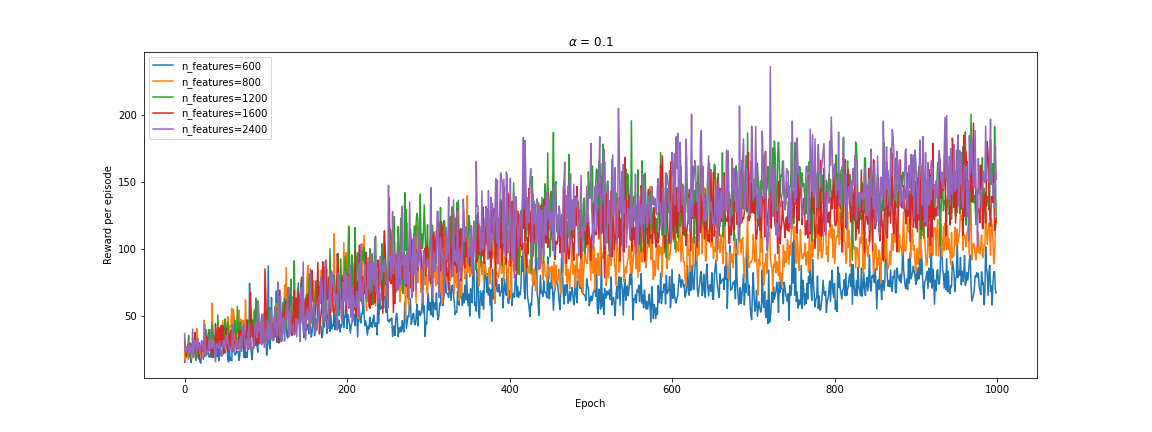 α = 0.1
n_features=600
n_features=800
n_features=1200
n_features=1600
n_features=2400
Reward per episode
200
150
100
50
0
200
400
600
800
1000
Epoch